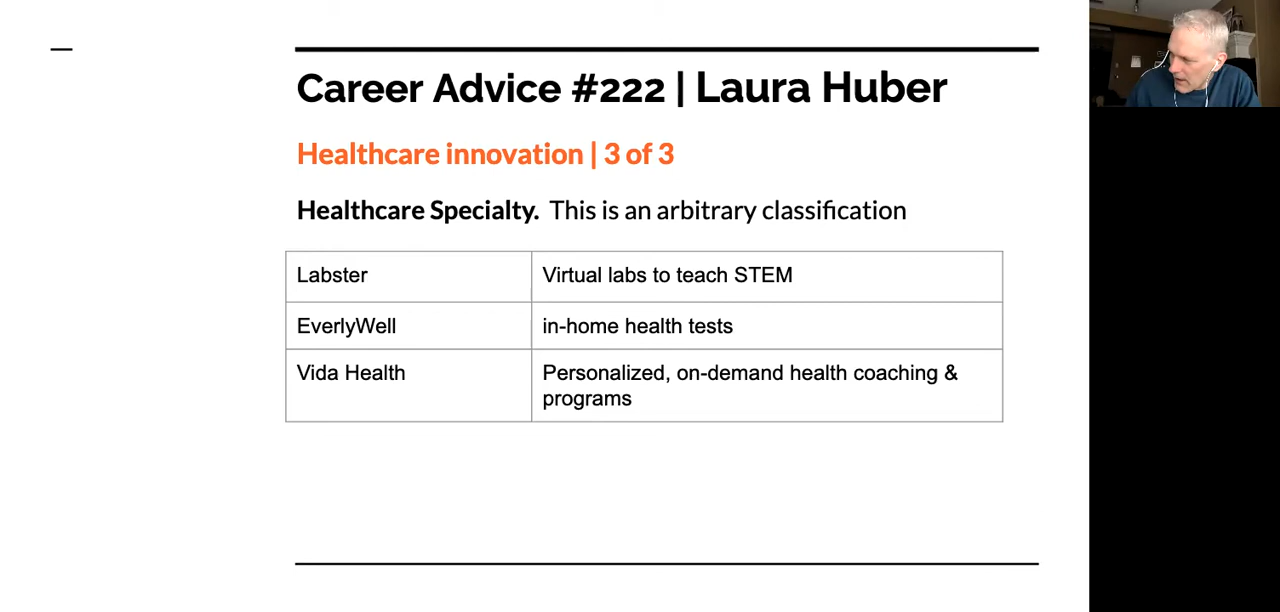 Career Advice #222 | Laura Huber
Healthcare innovation | 3 of 3
Healthcare Specialty. This is an arbitrary classification
Labster Virtual labs to teach STEM
EverlyWell in-home health tests
Vida Health Personalized, on-demand health coaching &
programs